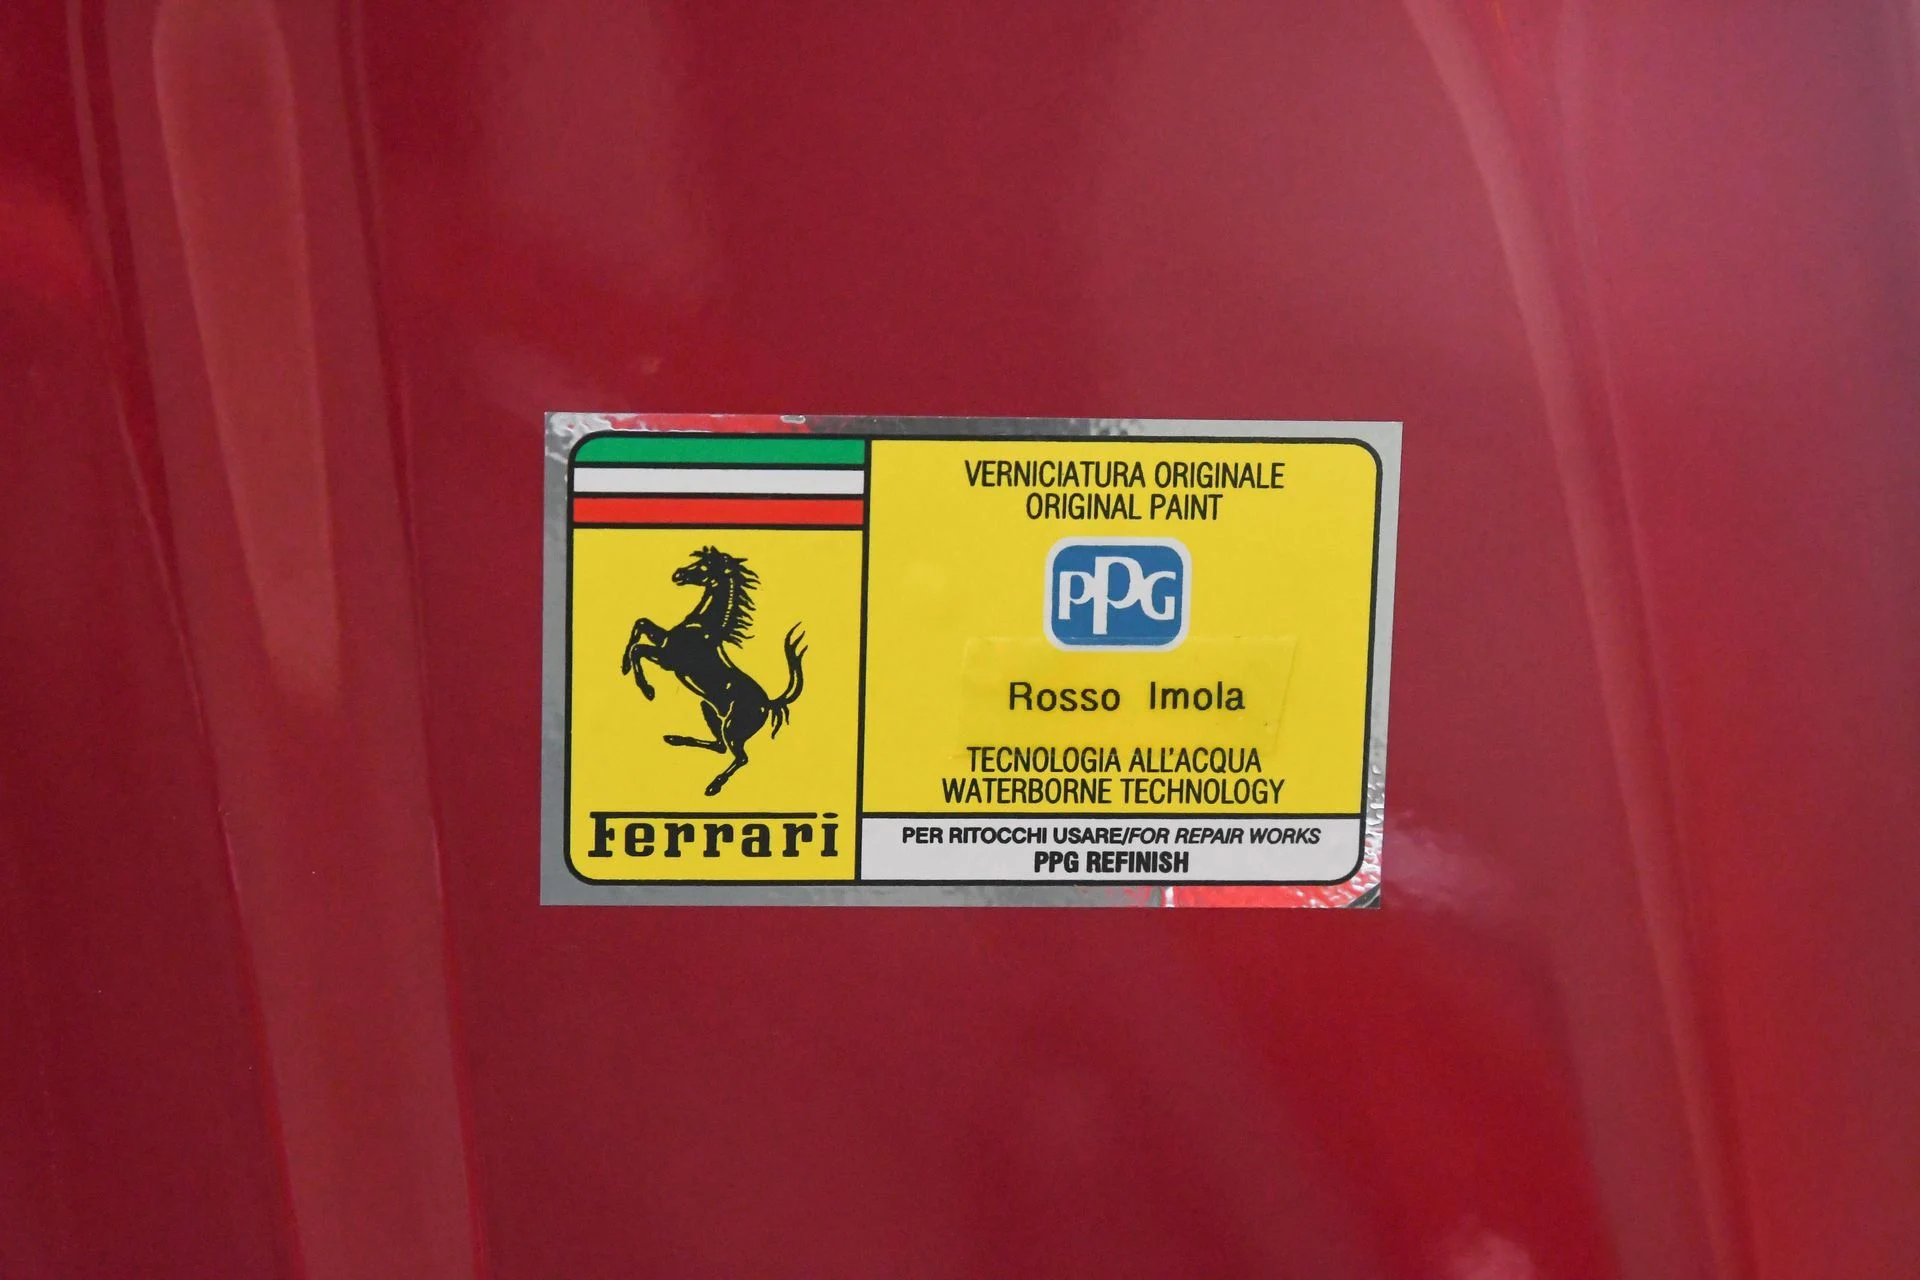 VERNICIATURA ORIGINALE
ORIGINAL PAINT
PPG
Rosso Imola
TECNOLOGIA ALL'ACQUA
WATERBORNE TECHNOLOGY
Ferrari
PER RITOCCHI USARE/FOR REPAIR WORKS
PPG REFINISH